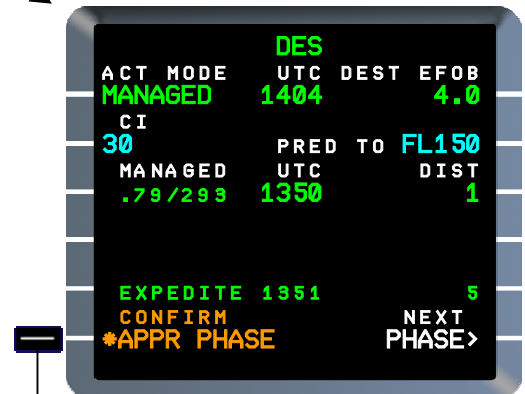 DES
ACT MODE UTC DEST EFOB
MANAGED 1404 4.0
CI
30 PRED TO FL150
MANAGED UTC DIST
.79/293 1350 1
EXPEDITE 1351 5
CONFIRM NEXT
*APPR PHASE PHASE>